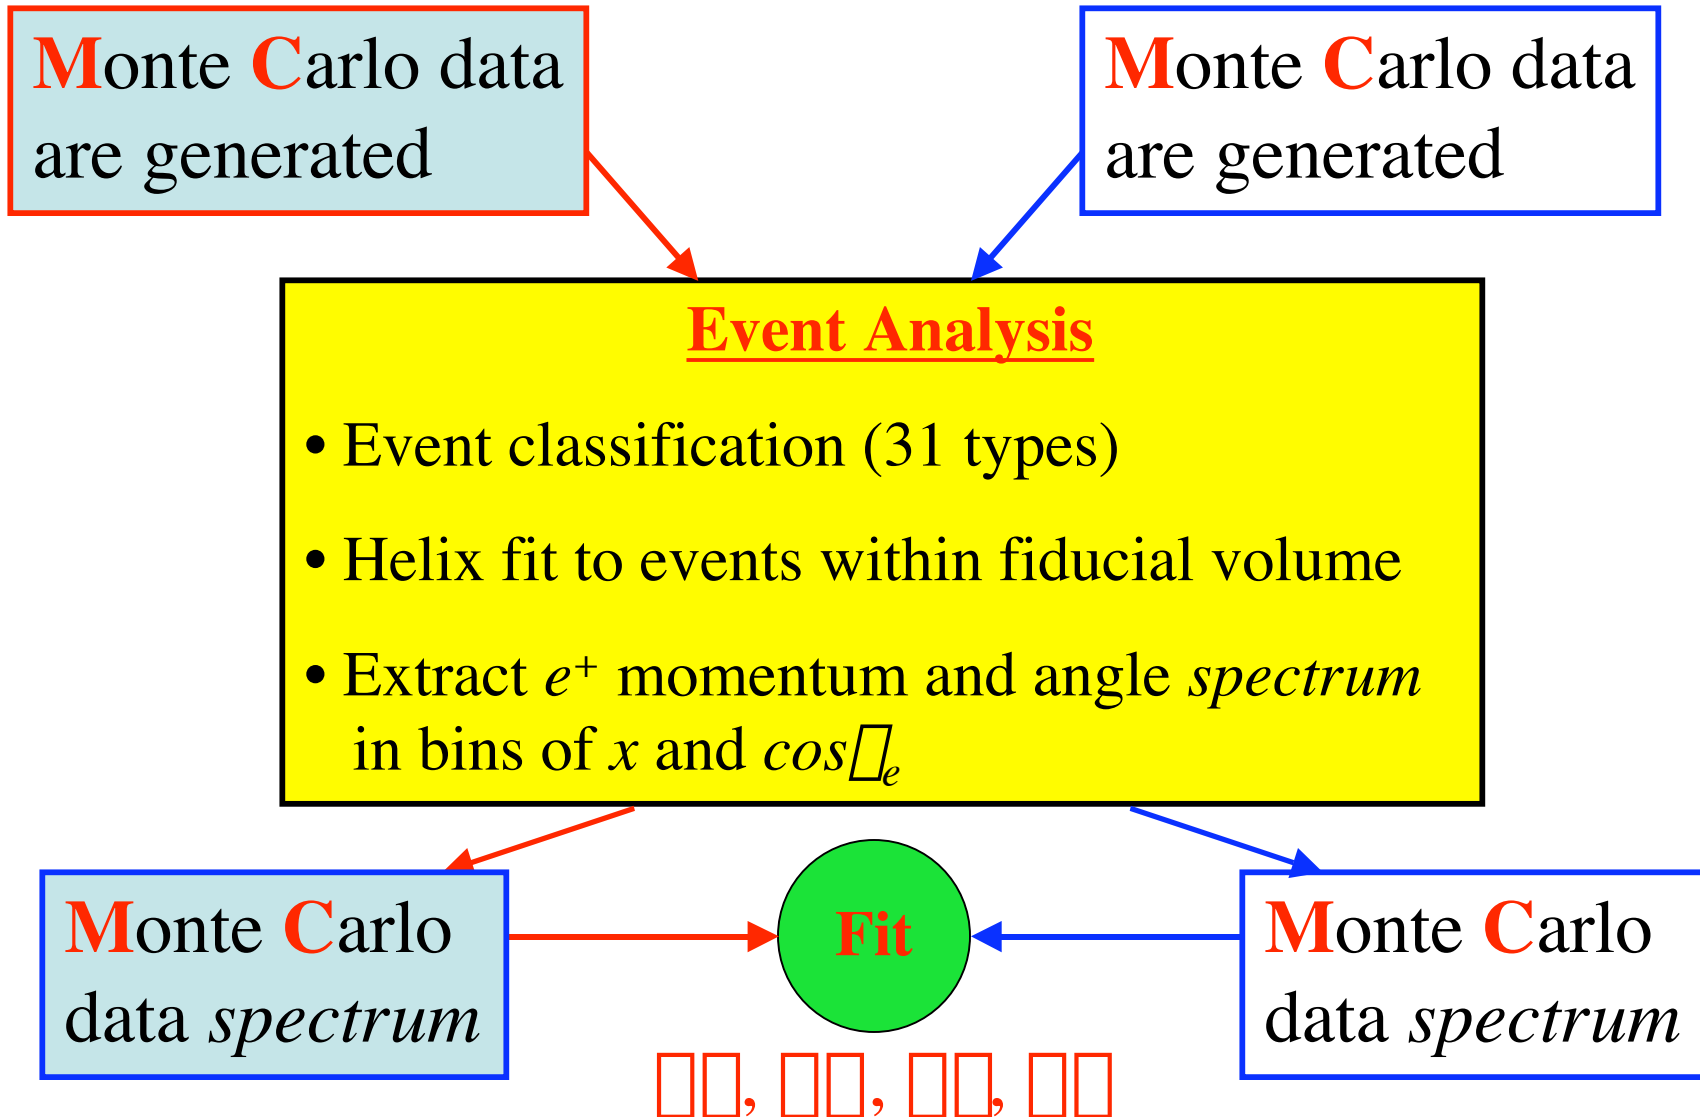 Monte Carlo data
are generated
Monte Carlo data
are generated
Event Analysis
• Event classification (31 types)
• Helix fit to events within fiducial volume
• Extract e⁺ momentum and angle spectrum
in bins of x and cos▯ₑ
Monte Carlo
data spectrum
Fit
Monte Carlo
data spectrum
▯▯, ▯▯, ▯▯, ▯▯